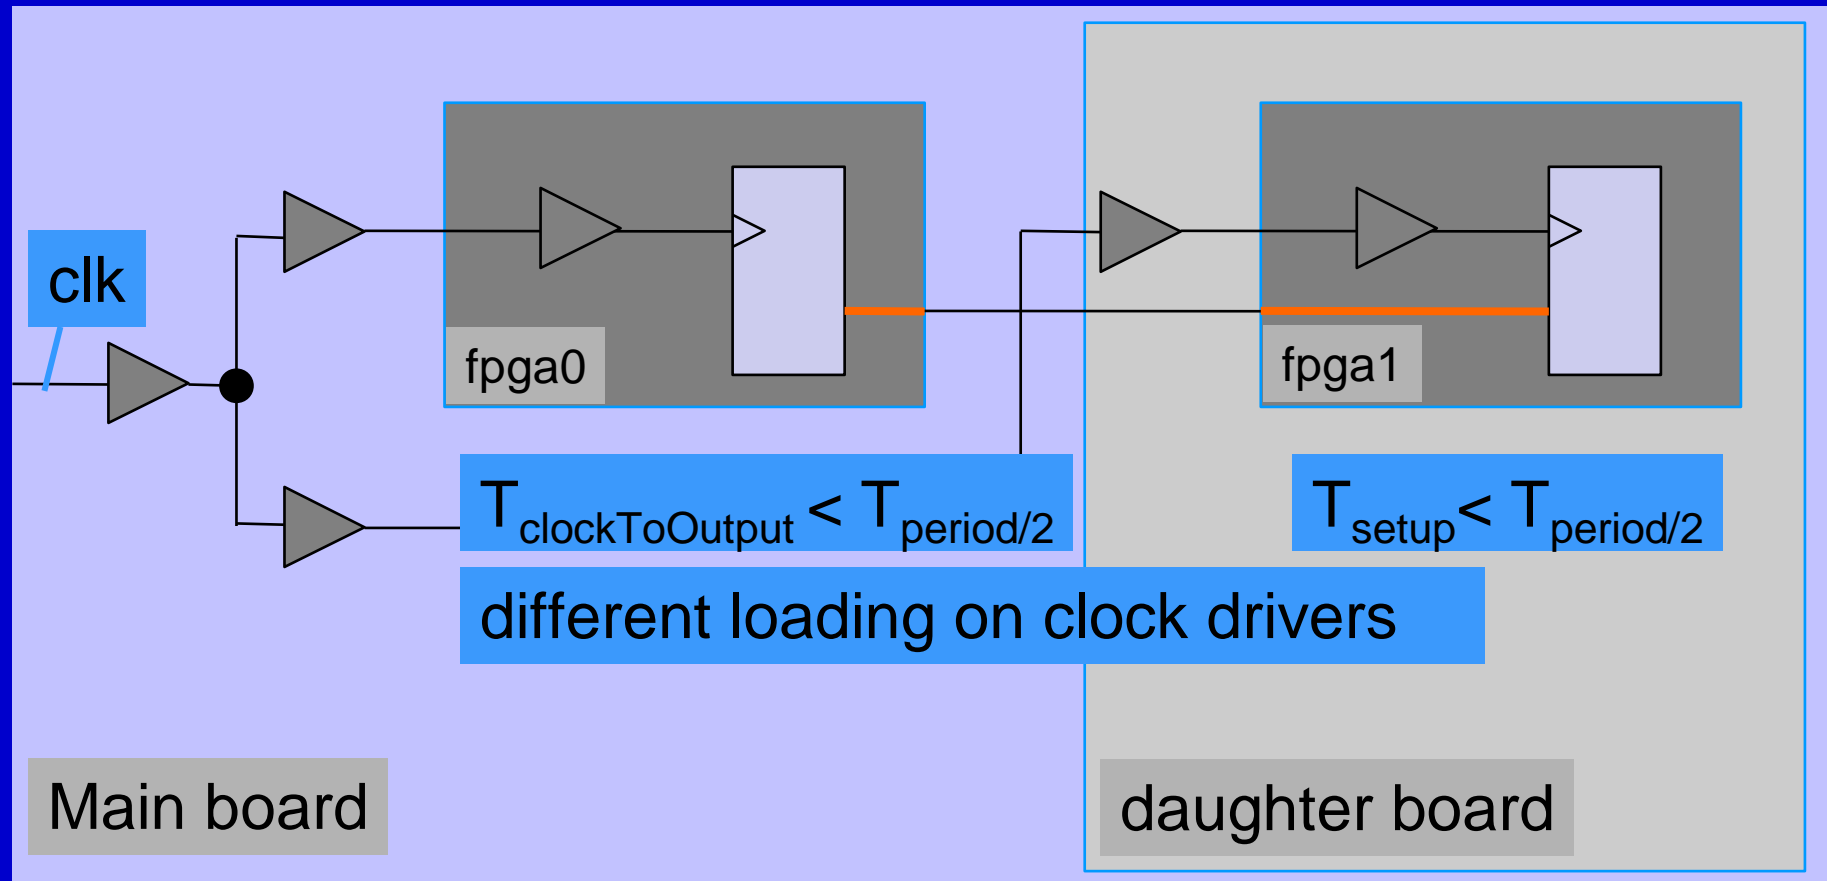 clk
fpga0
fpga1
TclockToOutput < Tperiod/2
Tsetup< Tperiod/2
different loading on clock drivers
Main board
daughter board